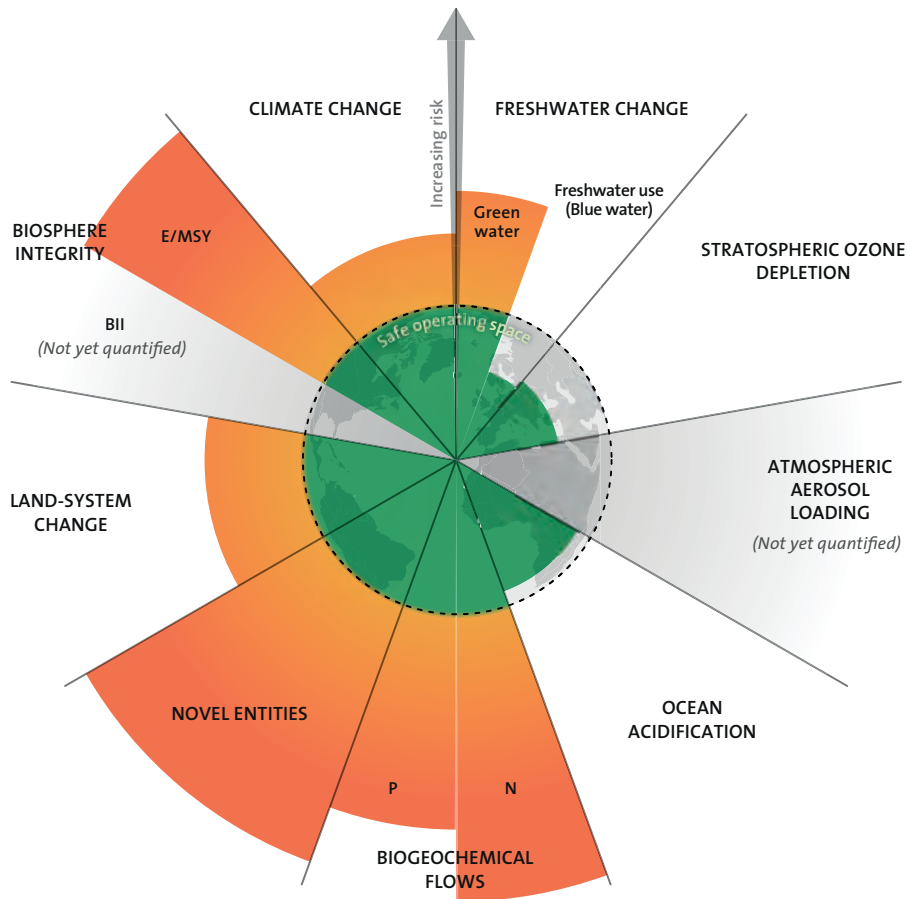 CLIMATE CHANGE
FRESHWATER CHANGE
Increasing risk
Freshwater use
(Blue water)
Green
water
BIOSPHERE
INTEGRITY
E/MSY
STRATOSPHERIC OZONE
DEPLETION
BII
(Not yet quantified)
Safe operating space
LAND-SYSTEM
CHANGE
ATMOSPHERIC
AEROSOL
LOADING
(Not yet quantified)
NOVEL ENTITIES
OCEAN
ACIDIFICATION
P
N
BIOGEOCHEMICAL
FLOWS